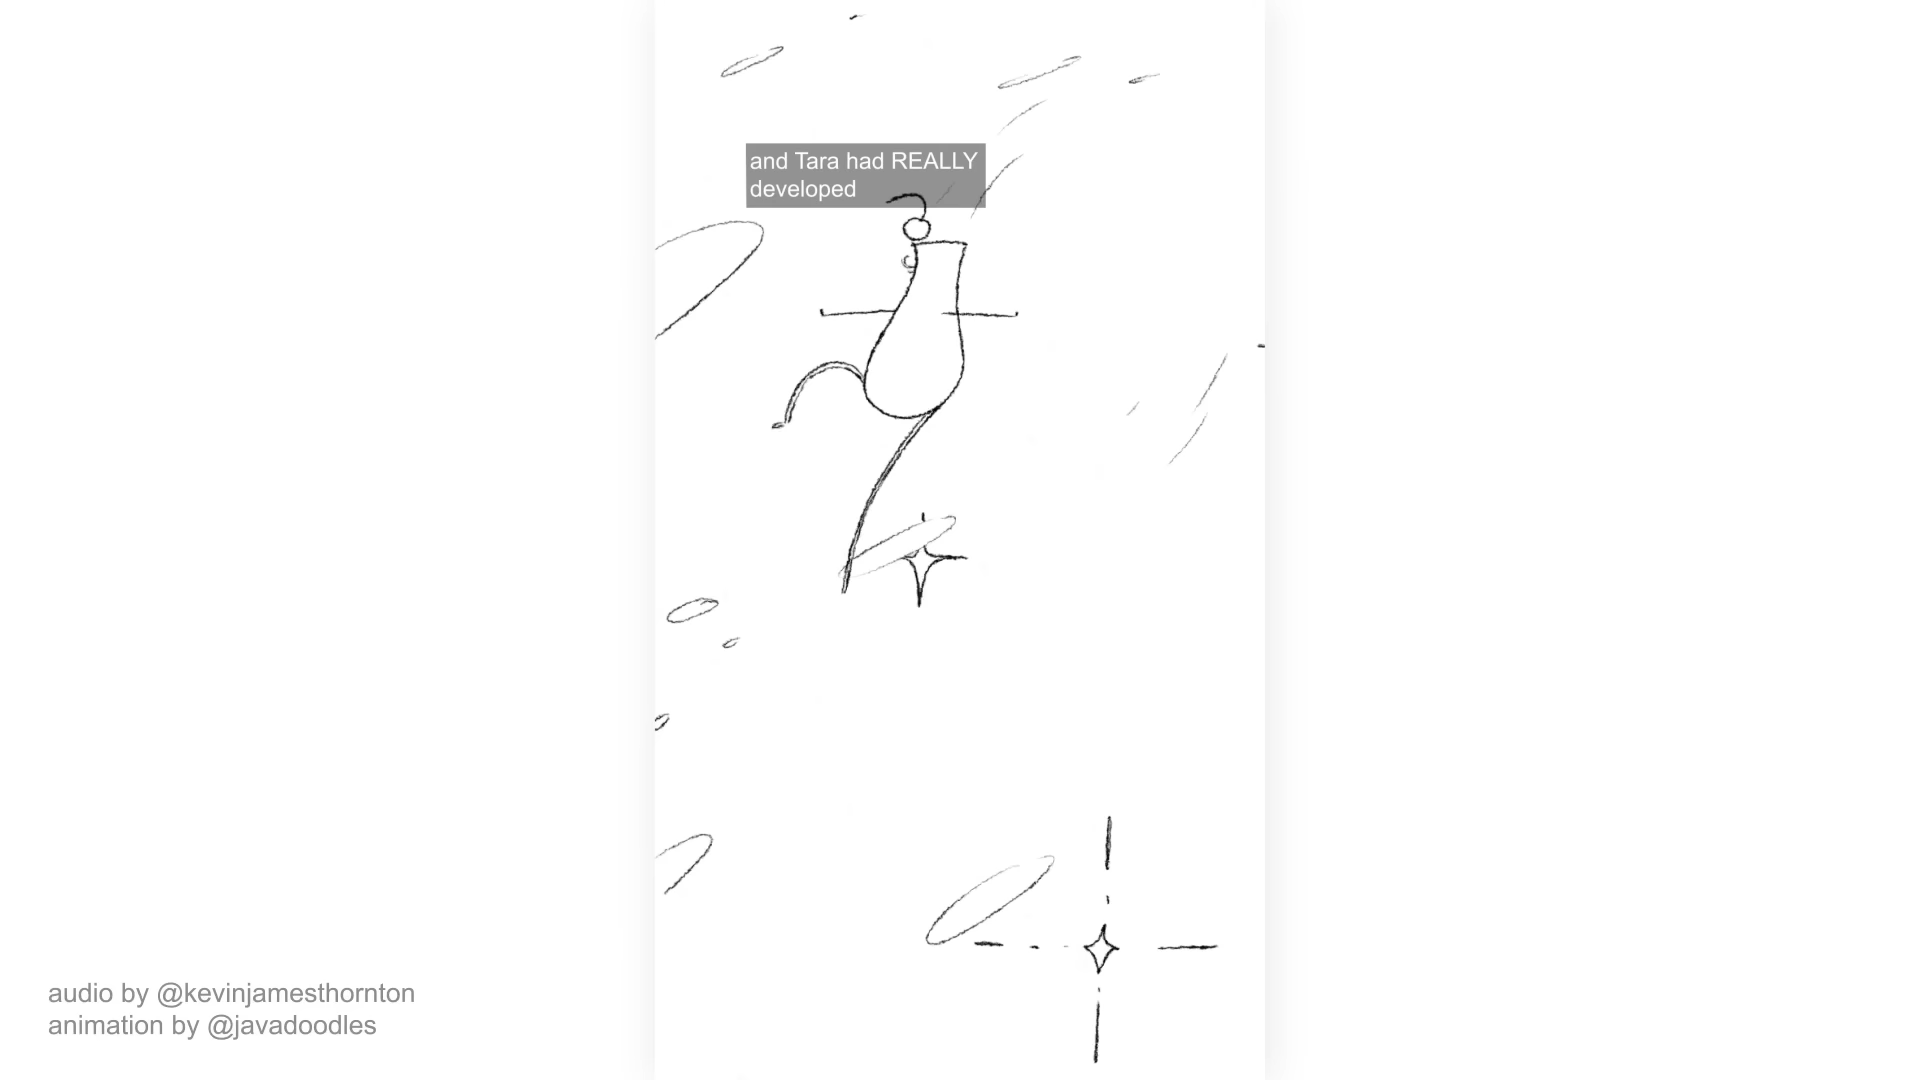 and Tara had REALLY
developed
audio by @kevinjamesthornton
animation by @javadoodles